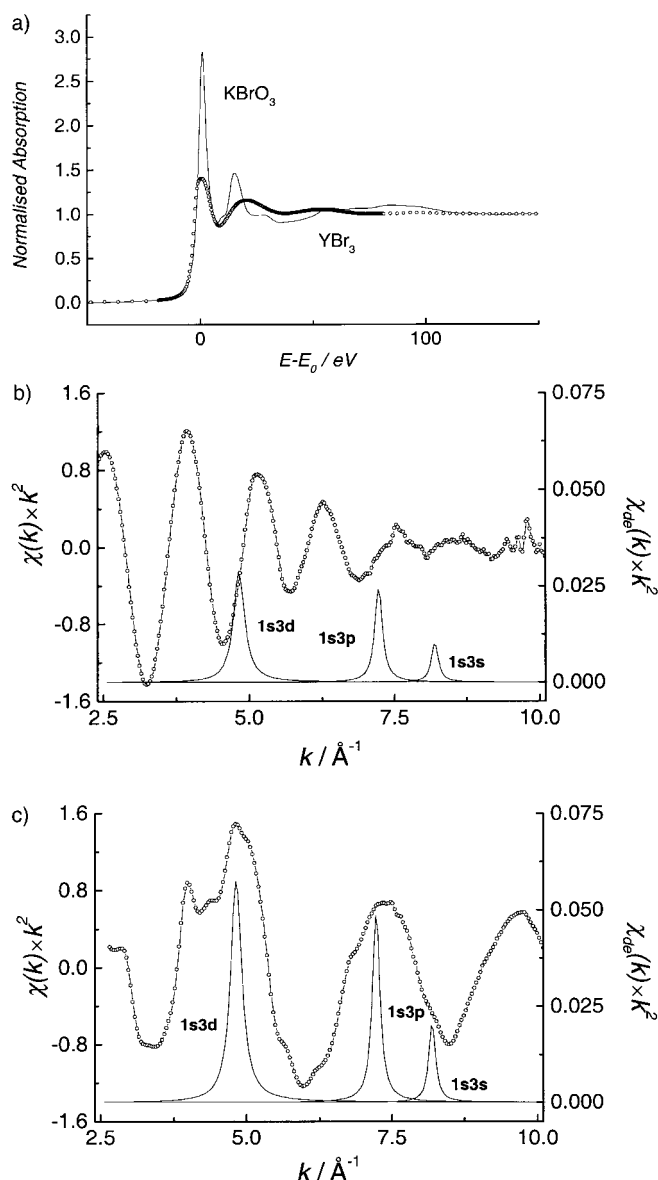 a)
3.0
2.5
2.0
1.5
1.0
0.5
0.0
Normalised Absorption
KBrO₃
YBr₃
0
100
E-E₀ / eV
b)
1.6
0.8
0.0
-0.8
-1.6
χ(k)×k²
0.075
0.050
0.025
0.000
χ_de(k)×k²
1s3d
1s3p
1s3s
2.5
5.0
7.5
10.0
k / Å⁻¹
c)
1.6
0.8
0.0
-0.8
-1.6
χ(k)×k²
0.075
0.050
0.025
0.000
χ_de(k)×k²
1s3d
1s3p
1s3s
2.5
5.0
7.5
10.0
k / Å⁻¹